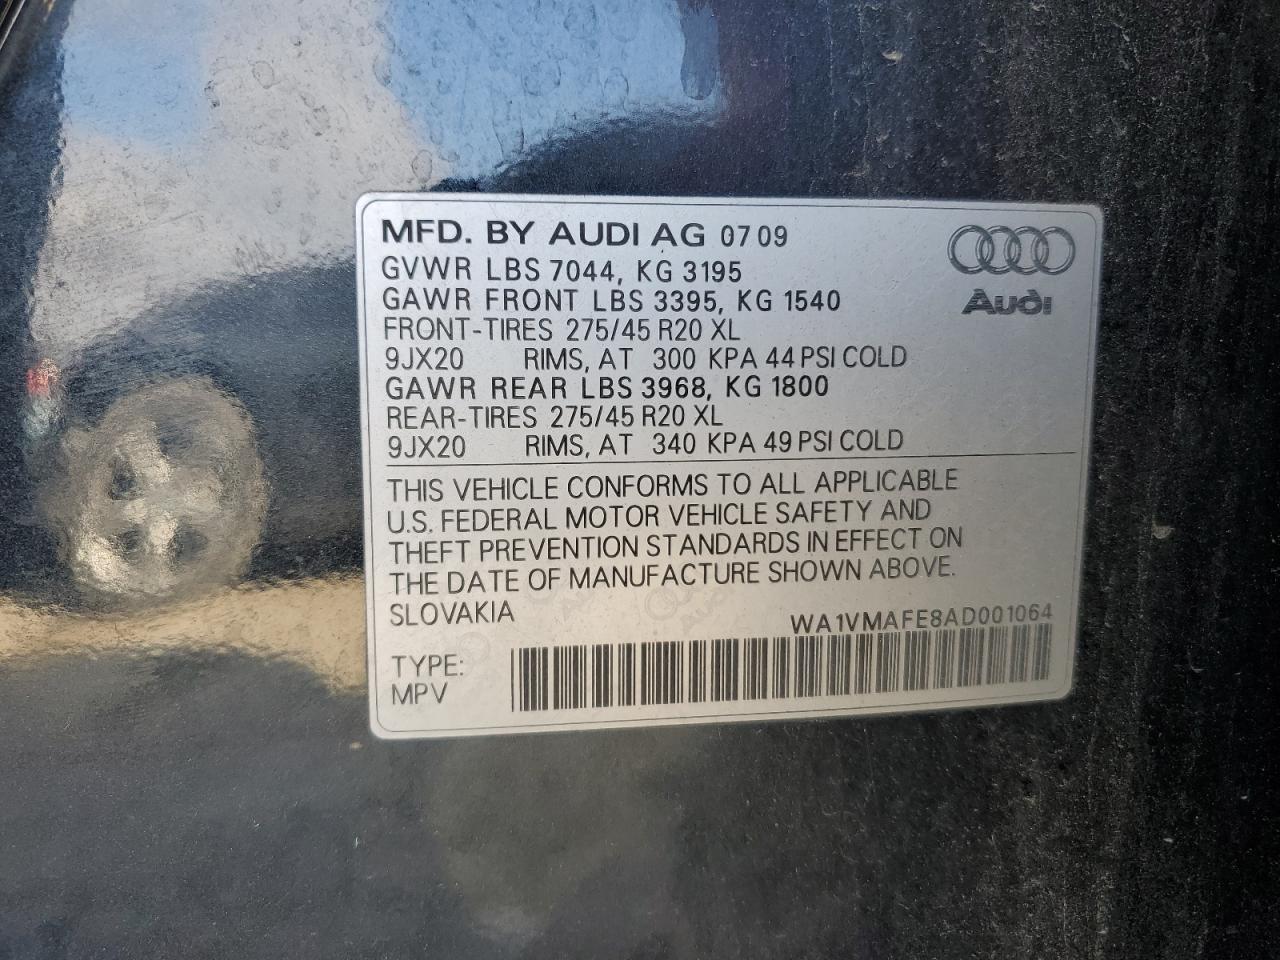 MFD. BY AUDI AG 07 09
GVWR LBS 7044, KG 3195
GAWR FRONT LBS 3395, KG 1540
FRONT-TIRES 275/45 R20 XL
9JX20 RIMS, AT 300 KPA 44 PSI COLD
GAWR REAR LBS 3968, KG 1800
REAR-TIRES 275/45 R20 XL
9JX20 RIMS, AT 340 KPA 49 PSI COLD
Audi
THIS VEHICLE CONFORMS TO ALL APPLICABLE
U.S. FEDERAL MOTOR VEHICLE SAFETY AND
THEFT PREVENTION STANDARDS IN EFFECT ON
THE DATE OF MANUFACTURE SHOWN ABOVE.
SLOVAKIA
WA1VMAFE8AD001064
TYPE:
MPV